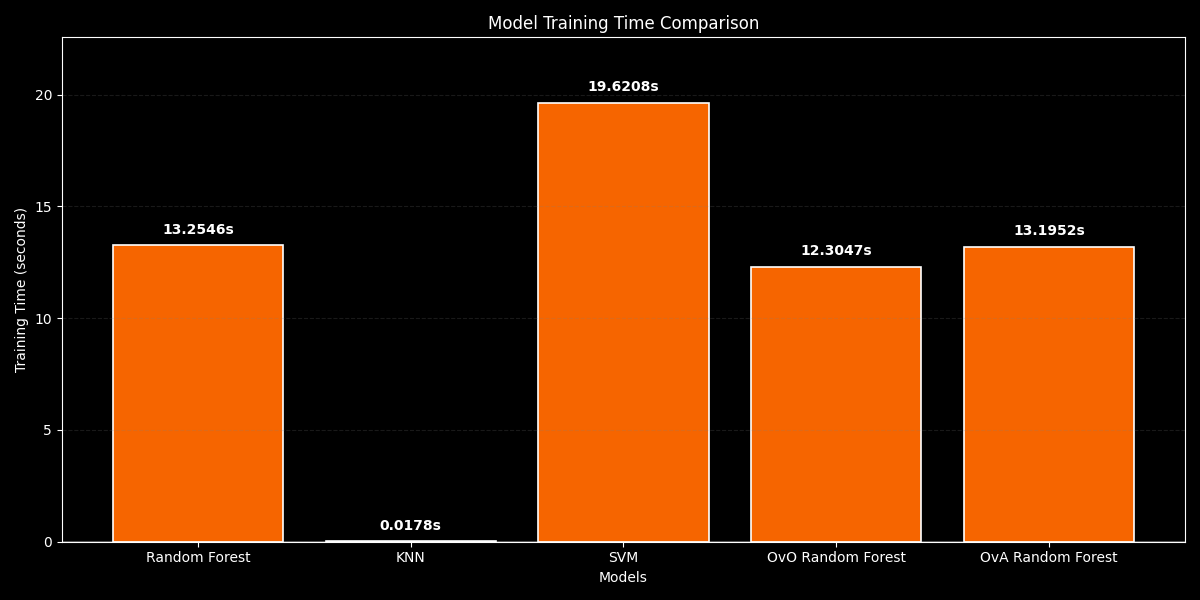 Model Training Time Comparison
Training Time (seconds)
20
15
10
5
0
13.2546s
0.0178s
19.6208s
12.3047s
13.1952s
Random Forest
KNN
SVM
OvO Random Forest
OvA Random Forest
Models